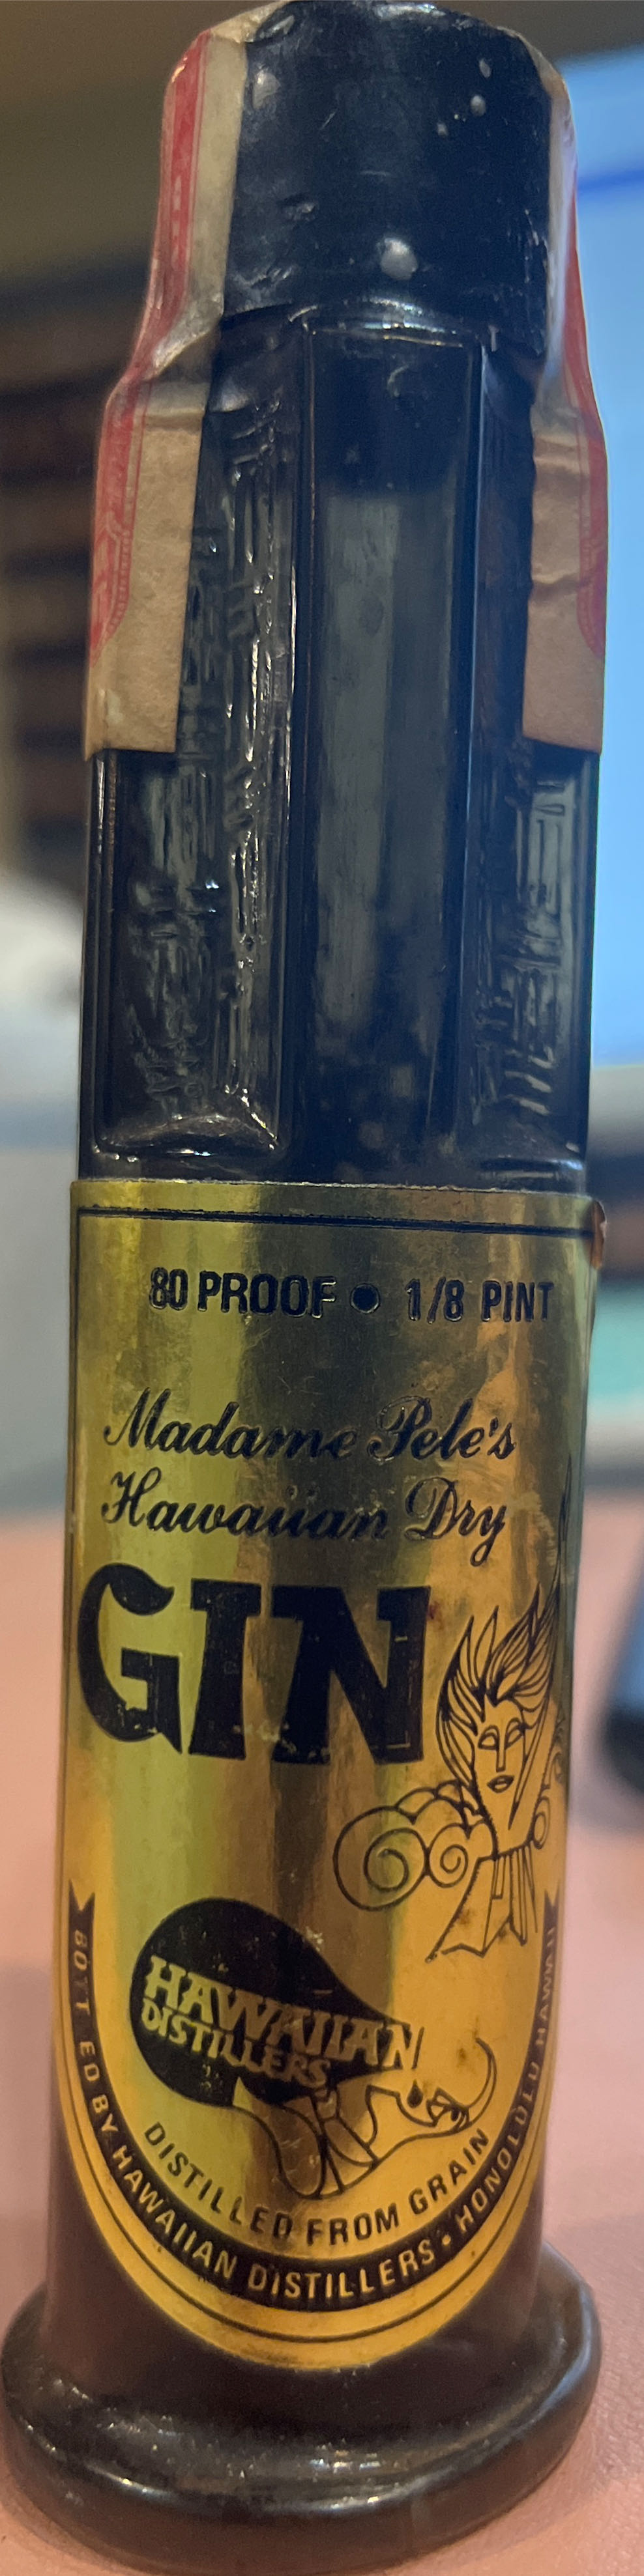 80 PROOF • 1/8 PINT
Madame Pele's
Hawaiian Dry
GIN
HAWAIIAN
DISTILLERS
DISTILLED FROM GRAIN
BOTTLED BY HAWAIIAN DISTILLERS • HONOLULU HAWAII